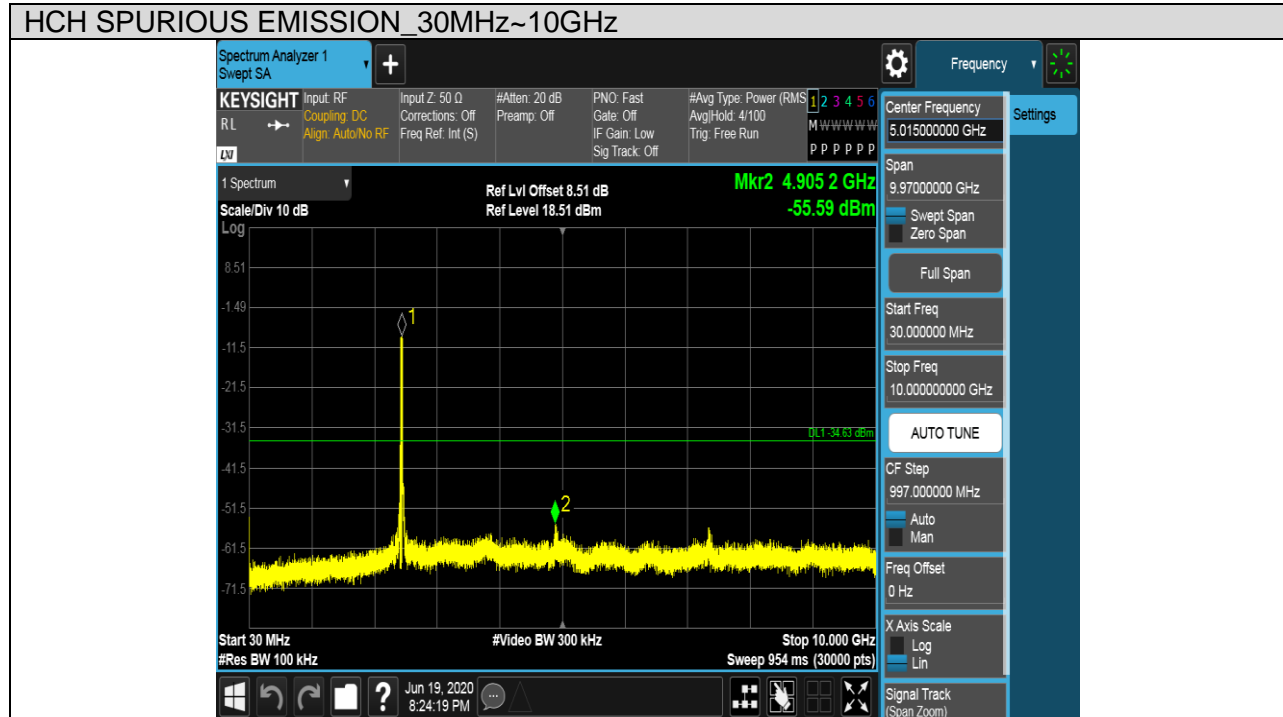 HCH SPURIOUS EMISSION_30MHz~10GHz
Spectrum Analyzer 1
Swept SA
Frequency
KEYSIGHT
RL
LXI
Input: RF
Coupling: DC
Align: Auto/No RF
Input Z: 50 Ω
Corrections: Off
Freq Ref: Int (S)
#Atten: 20 dB
Preamp: Off
PNO: Fast
Gate: Off
IF Gain: Low
Sig Track: Off
#Avg Type: Power (RMS
Avg|Hold: 4/100
Trig: Free Run
1 2 3 4 5 6
M W W W W W
P P P P P P
1 Spectrum
Scale/Div 10 dB
Log
Ref Lvl Offset 8.51 dB
Ref Level 18.51 dBm
Mkr2 4.905 2 GHz
-55.59 dBm
8.51
-1.49
-11.5
-21.5
-31.5
-41.5
-51.5
-61.5
-71.5
1
DL1 -34.63 dBm
2
Start 30 MHz
#Res BW 100 kHz
#Video BW 300 kHz
Stop 10.000 GHz
Sweep 954 ms (30000 pts)
Jun 19, 2020
8:24:19 PM
Center Frequency
5.015000000 GHz
Settings
Span
9.97000000 GHz
Swept Span
Zero Span
Full Span
Start Freq
30.000000 MHz
Stop Freq
10.000000000 GHz
AUTO TUNE
CF Step
997.000000 MHz
Auto
Man
Freq Offset
0 Hz
X Axis Scale
Log
Lin
Signal Track
(Span Zoom)